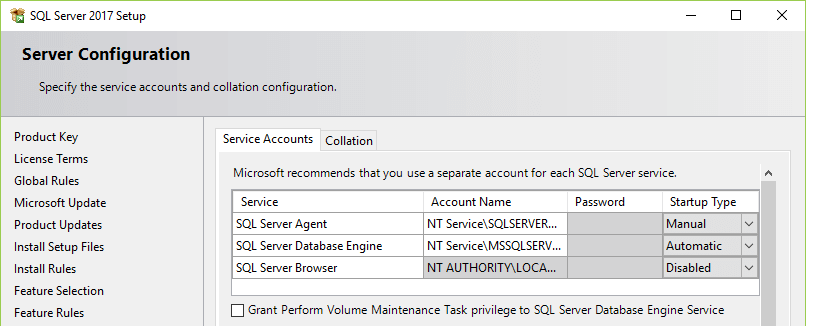 SQL Server 2017 Setup
Server Configuration
Specify the service accounts and collation configuration.
Product Key
License Terms
Global Rules
Microsoft Update
Product Updates
Install Setup Files
Install Rules
Feature Selection
Feature Rules
Service Accounts Collation
Microsoft recommends that you use a separate account for each SQL Server service.
Service Account Name Password Startup Type
SQL Server Agent NT Service\SQLSERVER... Manual
SQL Server Database Engine NT Service\MSSQLSERV... Automatic
SQL Server Browser NT AUTHORITY\LOCA... Disabled
Grant Perform Volume Maintenance Task privilege to SQL Server Database Engine Service